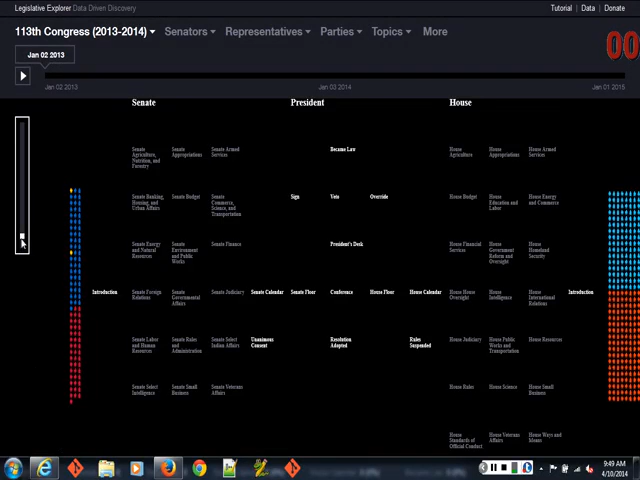 Legislative Explorer Data Driven Discovery
Tutorial | Data | Donate
113th Congress (2013-2014) Senators Representatives Parties Topics More
00
Jan 02 2013
Jan 02 2013
Jan 03 2014
Jan 01 2015
Senate
President
House
Senate Agriculture, Nutrition, and Forestry
Senate Appropriations
Senate Armed Services
Became Law
House Agriculture
House Appropriations
House Armed Services
Senate Banking, Housing, and Urban Affairs
Senate Budget
Senate Commerce, Science, and Transportation
Sign
Veto
Override
House Budget
House Education and Labor
House Energy and Commerce
Senate Energy and Natural Resources
Senate Environment and Public Works
Senate Finance
President's Desk
House Financial Services
House Government Reform and Oversight
House Homeland Security
Introduction
Senate Foreign Relations
Senate Governmental Affairs
Senate Judiciary
Senate Calendar
Senate Floor
Conference
House Floor
House Calendar
House House Oversight
House Intelligence
House International Relations
Introduction
Senate Labor and Human Resources
Senate Rules and Administration
Senate Select Indian Affairs
Unanimous Consent
Resolution Adopted
Rules Suspended
House Judiciary
House Public Works and Transportation
House Resources
Senate Select Intelligence
Senate Small Business
Senate Veterans Affairs
House Rules
House Science
House Small Business
House Standards of Official Conduct
House Veterans Affairs
House Ways and Means
9:49 AM
4/10/2014